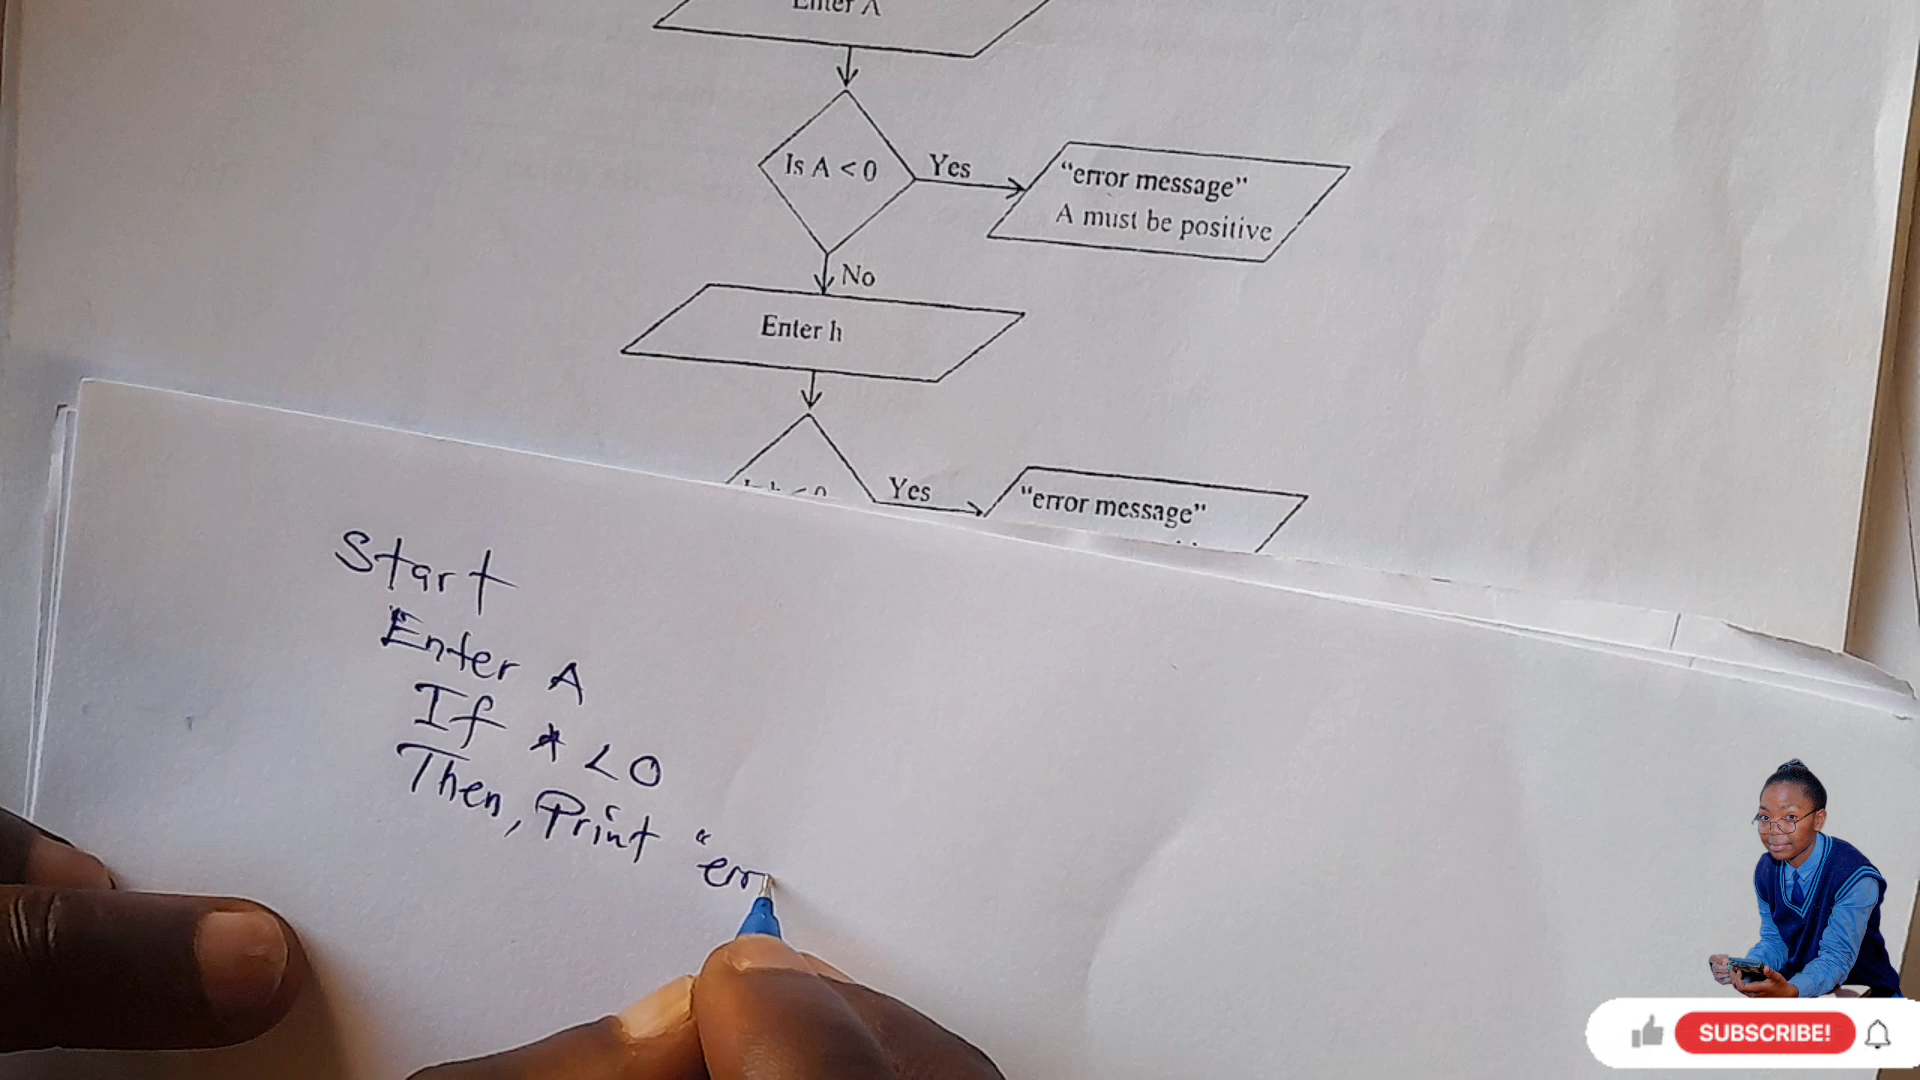 Enter A
Is A < 0
Yes
"error message"
A must be positive
No
Enter h
Yes
"error message"
Start
Enter A
If A < 0
Then, Print "err
SUBSCRIBE!